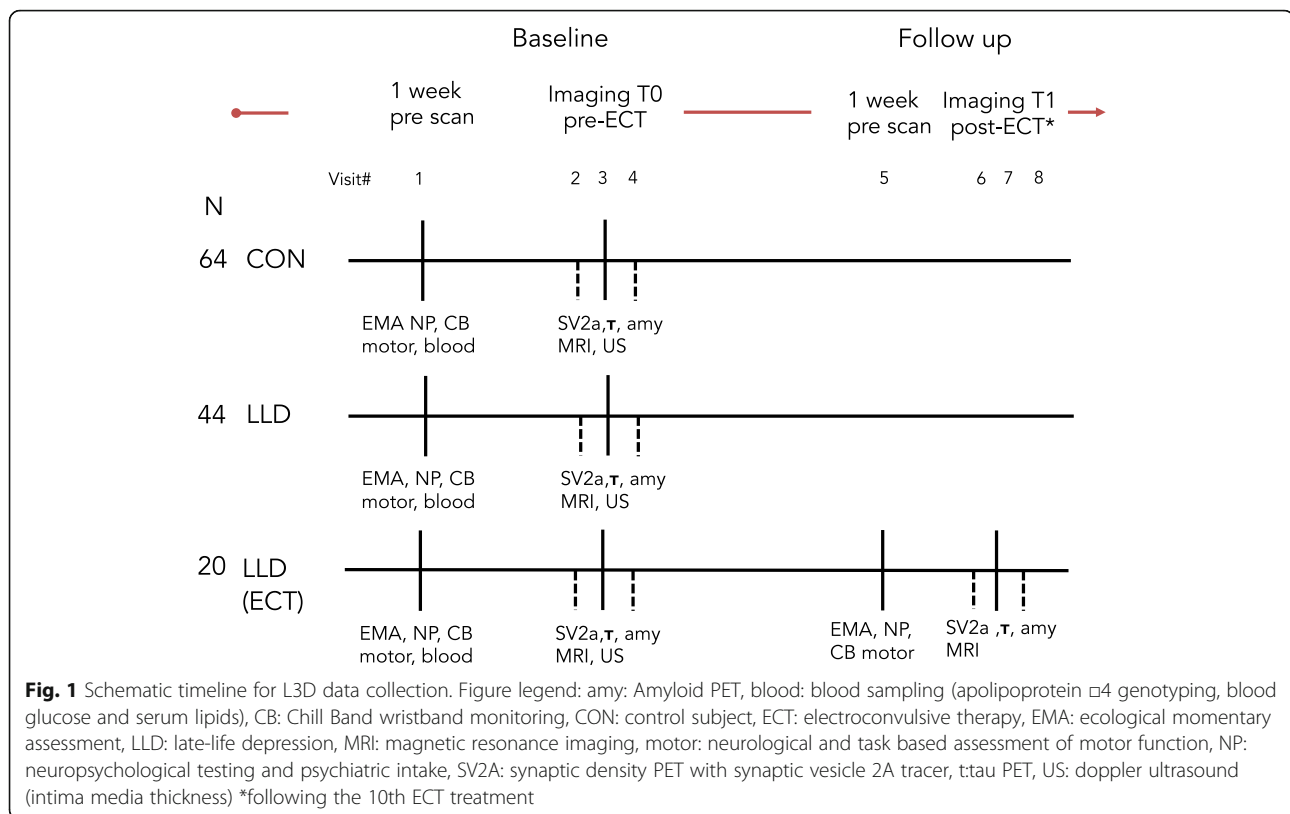 Baseline Follow up
1 week Imaging T0 1 week Imaging T1
pre scan pre-ECT pre scan post-ECT*
Visit# 1 2 3 4 5 6 7 8
N
64 CON
EMA NP, CB SV2a,τ, amy
motor, blood MRI, US
44 LLD
EMA, NP, CB SV2a,τ, amy
motor, blood MRI, US
20 LLD
(ECT)
EMA, NP, CB SV2a,τ, amy EMA, NP, SV2a ,τ, amy
motor, blood MRI, US CB motor MRI
Fig. 1 Schematic timeline for L3D data collection. Figure legend: amy: Amyloid PET, blood: blood sampling (apolipoprotein □4 genotyping, blood
glucose and serum lipids), CB: Chill Band wristband monitoring, CON: control subject, ECT: electroconvulsive therapy, EMA: ecological momentary
assessment, LLD: late-life depression, MRI: magnetic resonance imaging, motor: neurological and task based assessment of motor function, NP:
neuropsychological testing and psychiatric intake, SV2A: synaptic density PET with synaptic vesicle 2A tracer, t:tau PET, US: doppler ultrasound
(intima media thickness) *following the 10th ECT treatment